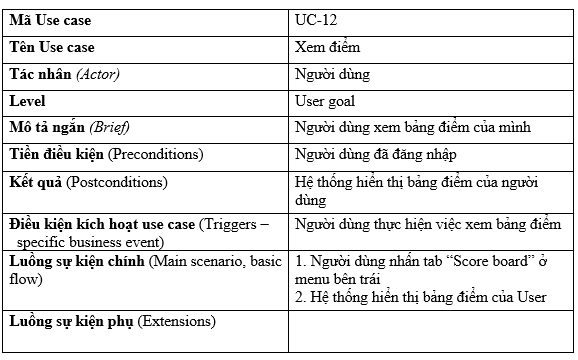 Mã Use case UC-12
Tên Use case Xem điểm
Tác nhân (Actor) Người dùng
Level User goal
Mô tả ngắn (Brief) Người dùng xem bảng điểm của mình
Tiền điều kiện (Preconditions) Người dùng đã đăng nhập
Kết quả (Postconditions) Hệ thống hiển thị bảng điểm của người
dùng
Điều kiện kích hoạt use case (Triggers – Người dùng thực hiện việc xem bảng điểm
specific business event)
Luồng sự kiện chính (Main scenario, basic 1. Người dùng nhấn tab “Score board” ở
flow) menu bên trái
2. Hệ thống hiển thị bảng điểm của User
Luồng sự kiện phụ (Extensions)